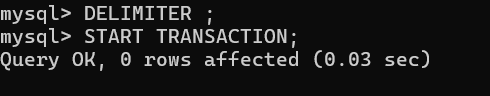 mysql> DELIMITER ;
mysql> START TRANSACTION;
Query OK, 0 rows affected (0.03 sec)